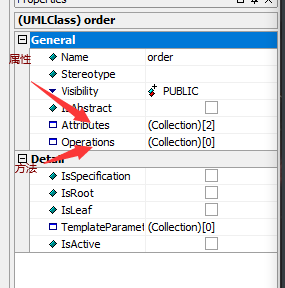 Properties
(UMLClass) order
General
属性
Name order
Stereotype
Visibility PUBLIC
IsAbstract
Attributes (Collection)[2]
Operations (Collection)[0]
Detail
方法
IsSpecification
IsRoot
IsLeaf
TemplateParamet (Collection)[0]
IsActive